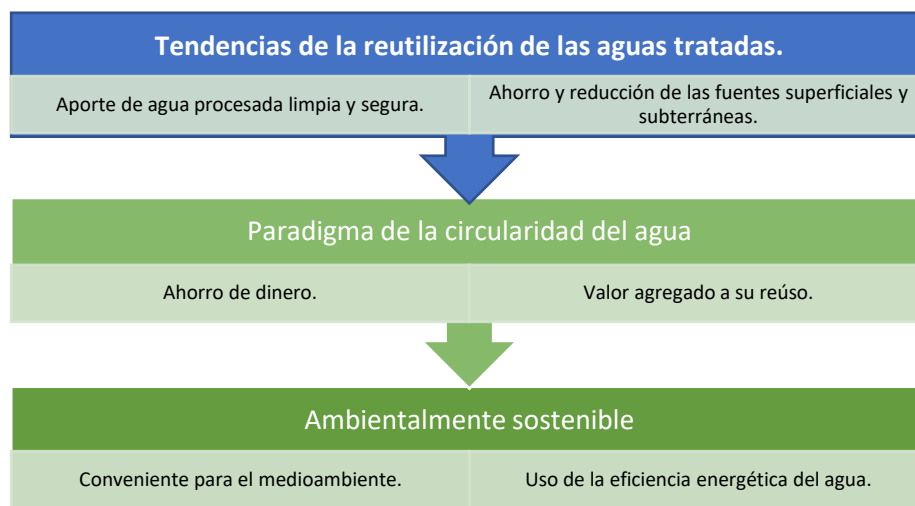 Tendencias de la reutilización de las aguas tratadas.
Aporte de agua procesada limpia y segura.
Ahorro y reducción de las fuentes superficiales y
subterráneas.
Paradigma de la circularidad del agua
Ahorro de dinero.
Valor agregado a su reúso.
Ambientalmente sostenible
Conveniente para el medioambiente.
Uso de la eficiencia energética del agua.